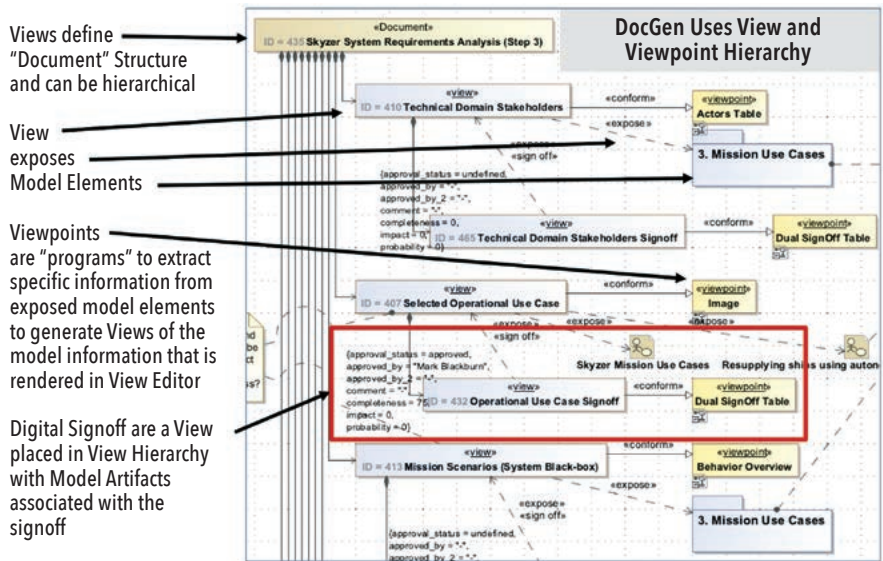 Views define
"Document" Structure
and can be hierarchical
View
exposes
Model Elements
Viewpoints
are "programs" to extract
specific information from
exposed model elements
to generate Views of the
model information that is
rendered in View Editor
Digital Signoff are a View
placed in View Hierarchy
with Model Artifacts
associated with the
signoff
DocGen Uses View and
Viewpoint Hierarchy
«Document»
ID = 435 Skyzer System Requirements Analysis (Step 3)
«view»
ID = 410 Technical Domain Stakeholders
«conform»
«viewpoint»
Actors Table
«expose»
3. Mission Use Cases
«expose»
«sign off»
{approval_status = undefined,
approved_by = "-",
approved_by_2 = "-",
comment = "-",
completeness = 0,
impact = 0,
probability = 0}
«view»
ID = 465 Technical Domain Stakeholders Signoff
«conform»
«viewpoint»
Dual SignOff Table
«view»
ID = 407 Selected Operational Use Case
«conform»
«viewpoint»
Image
«expose»
«sign off»
«expose»
«expose»
Skyzer Mission Use Cases
Resupplying ships using auton
{approval_status = approved,
approved_by = "Mark Blackburn",
approved_by_2 = "-",
comment = "-"
completeness = 75,
impact = 0,
probability = 0}
«view»
ID = 432 Operational Use Case Signoff
«conform»
«viewpoint»
Dual SignOff Table
«view»
ID = 413 Mission Scenarios (System Black-box)
«conform»
«viewpoint»
Behavior Overview
«expose»
«expose»
«sign off»
3. Mission Use Cases
{approval_status = undefined,
approved_by = "-",
approved_by_2 = "-"